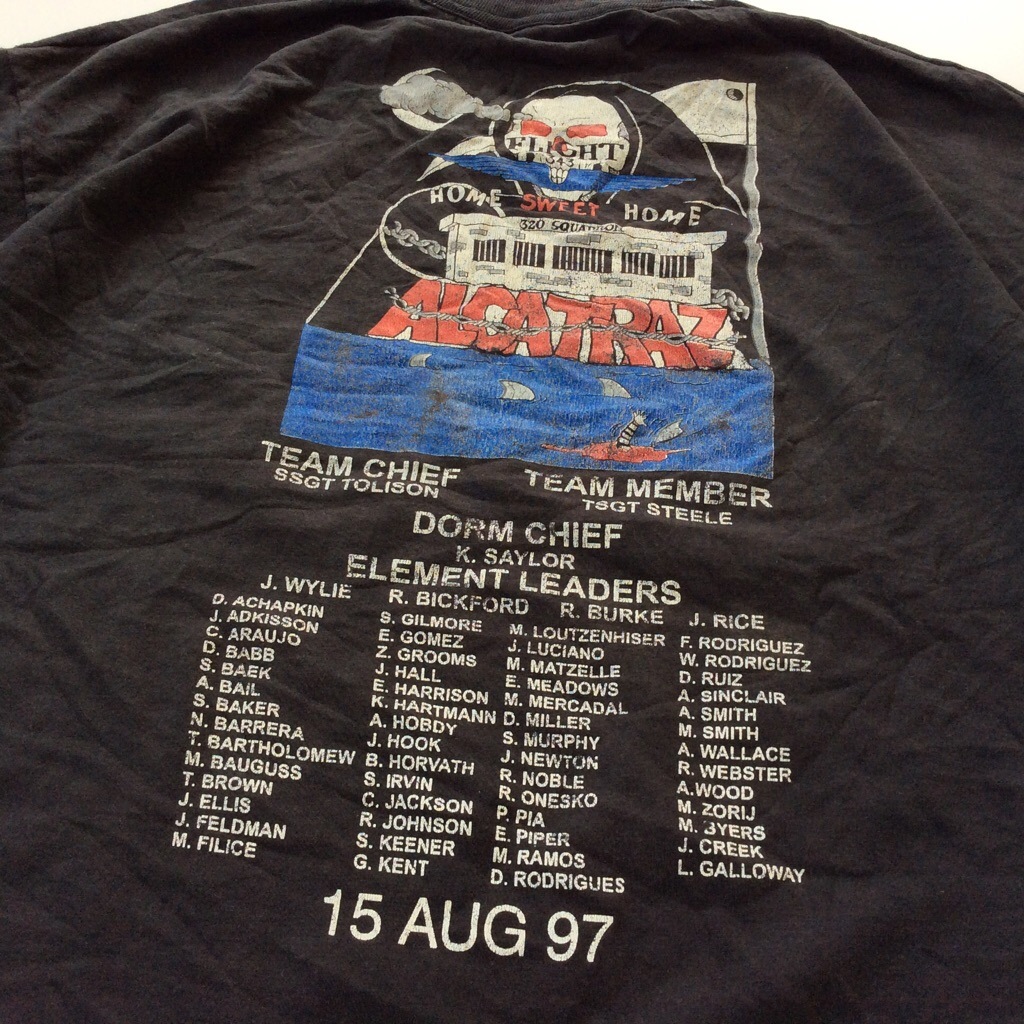 FLIGHT
HOME SWEET HOME
320 SQUADRON
ALCATRAZ
TEAM CHIEF
SSGT TOLISON
TEAM MEMBER
TSGT STEELE
DORM CHIEF
K. SAYLOR
ELEMENT LEADERS
J. WYLIE R. BICKFORD R. BURKE J. RICE
D. ACHAPKIN
J. ADKISSON
C. ARAUJO
D. BABB
S. BAEK
A. BAIL
S. BAKER
N. BARRERA
T. BARTHOLOMEW
M. BAUGUSS
T. BROWN
J. ELLIS
J. FELDMAN
M. FILICE
S. GILMORE
E. GOMEZ
Z. GROOMS
J. HALL
E. HARRISON
K. HARTMANN
A. HOBDY
J. HOOK
B. HORVATH
S. IRVIN
C. JACKSON
R. JOHNSON
S. KEENER
G. KENT
M. LOUTZENHISER
J. LUCIANO
M. MATZELLE
E. MEADOWS
M. MERCADAL
D. MILLER
S. MURPHY
J. NEWTON
R. NOBLE
R. ONESKO
P. PIA
E. PIPER
M. RAMOS
D. RODRIGUES
F. RODRIGUEZ
W. RODRIGUEZ
D. RUIZ
A. SINCLAIR
A. SMITH
M. SMITH
A. WALLACE
R. WEBSTER
A.WOOD
M. ZORIJ
M. BYERS
J. CREEK
L. GALLOWAY
15 AUG 97